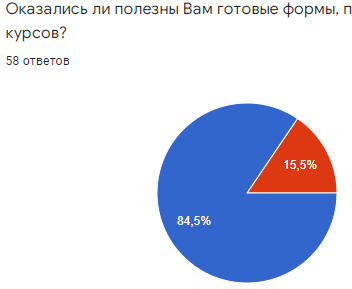 Оказались ли полезны Вам готовые формы, п
курсов?
58 ответов
15,5%
84,5%